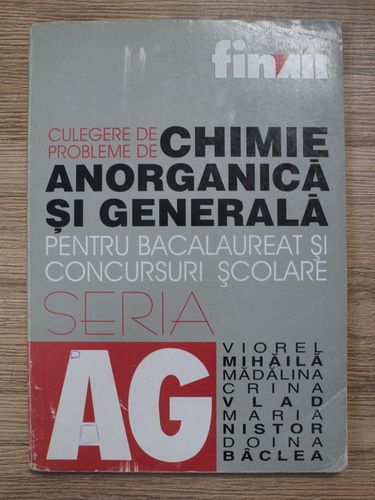 finXII
CULEGERE DE
PROBLEME DE CHIMIE
ANORGANICĂ
ȘI GENERALĂ
PENTRU BACALAUREAT ȘI
CONCURSURI ȘCOLARE
SERIA
AG
VIOREL
MIHĂILĂ
MĂDĂLINA
CRINA
VLAD
MARIA
NISTOR
DOINA
BÂCLEA